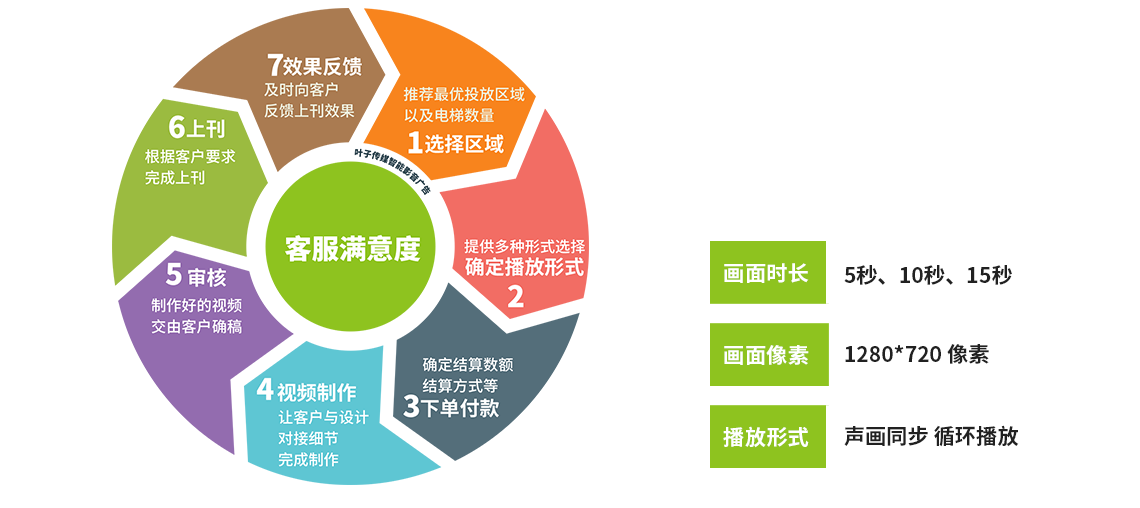 7效果反馈
及时向客户
反馈上刊效果
推荐最优投放区域
以及电梯数量
1选择区域
提供多种形式选择
确定播放形式
2
确定结算数额
结算方式等
3下单付款
4视频制作
让客户与设计
对接细节
完成制作
5审核
制作好的视频
交由客户确稿
6上刊
根据客户要求
完成上刊
叶子传媒智能影音广告
客服满意度
画面时长
5秒、10秒、15秒
画面像素
1280*720 像素
播放形式
声画同步 循环播放